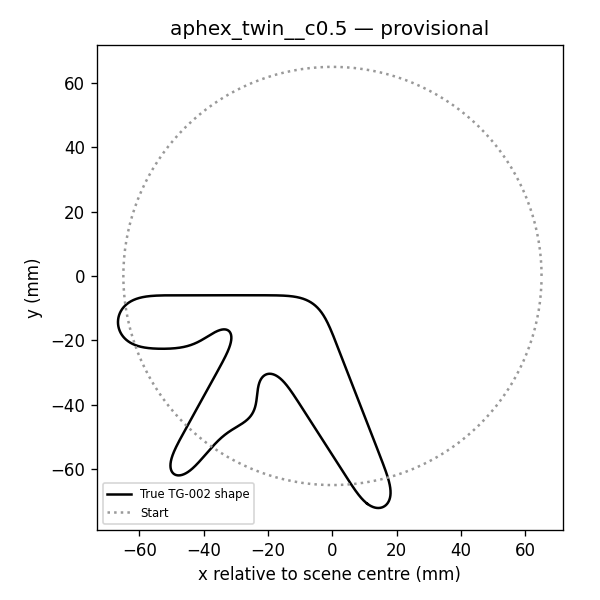 aphex_twin__c0.5 — provisional
60
40
20
0
−20
−40
−60
y (mm)
True TG-002 shape
Start
−60 −40 −20 0 20 40 60
x relative to scene centre (mm)